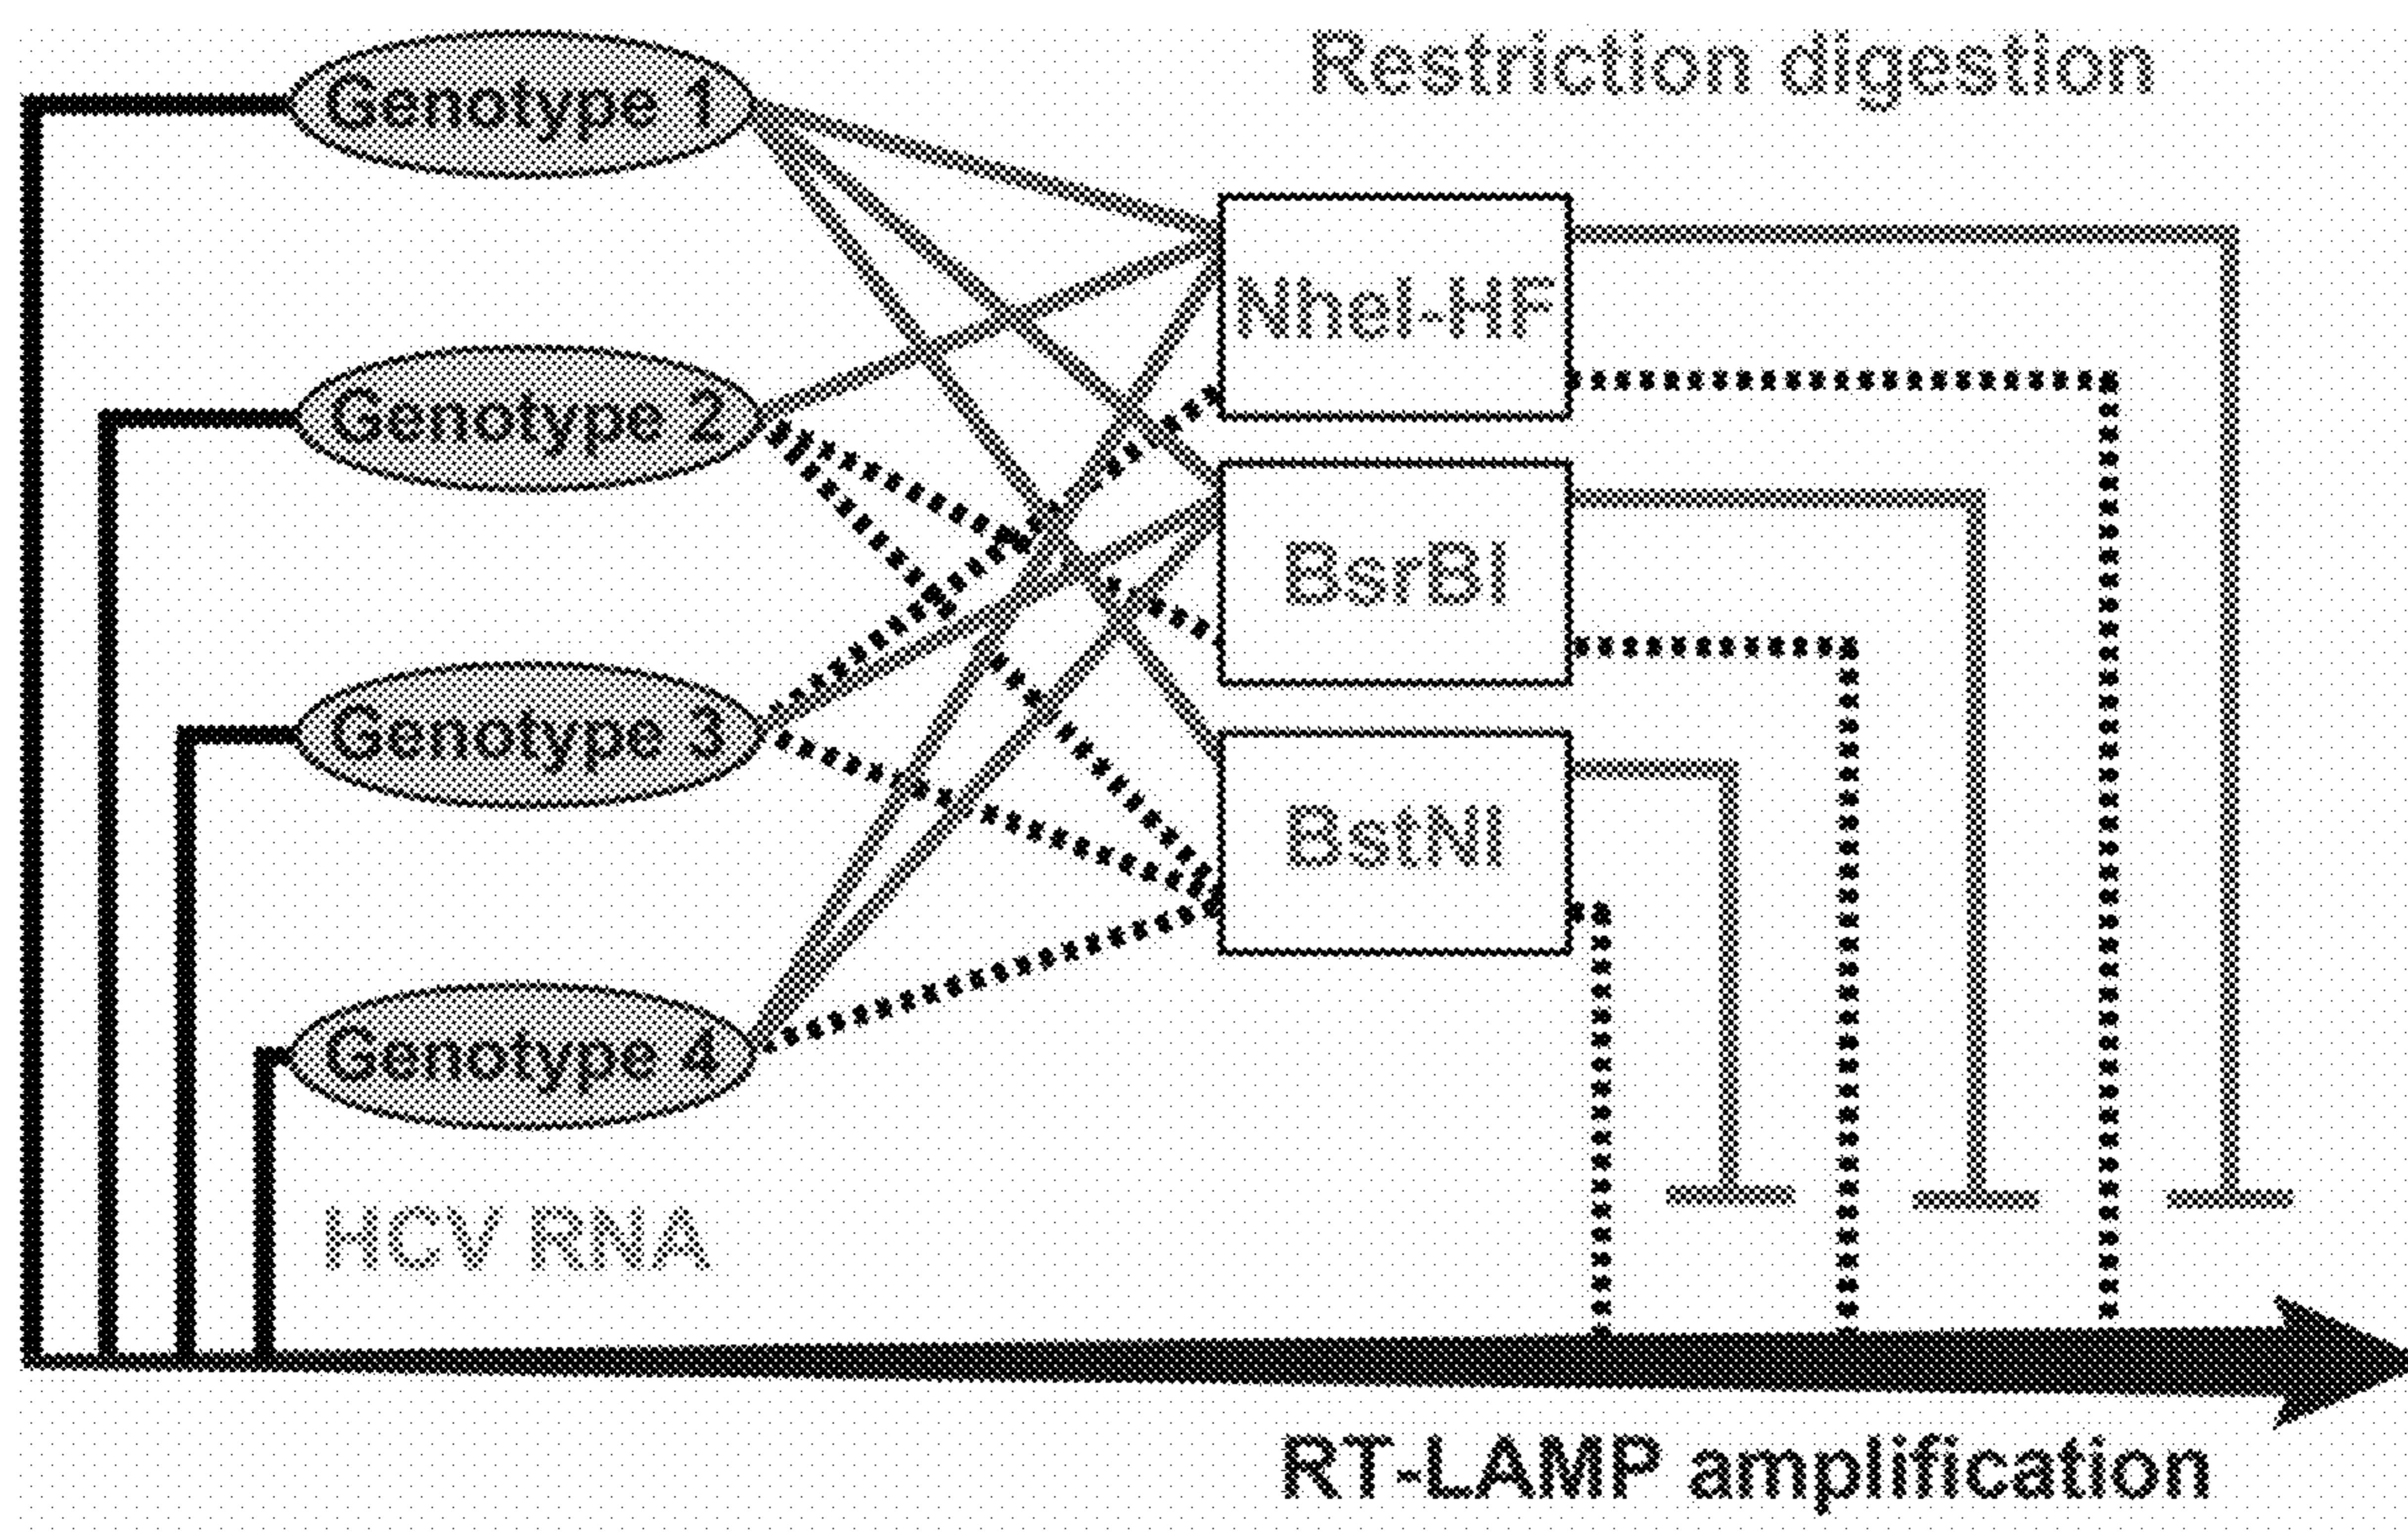 Restriction digestion
Genotype 1
Genotype 2
Genotype 3
Genotype 4
NheI-HF
BsrBI
BstNI
HCV RNA
RT-LAMP amplification